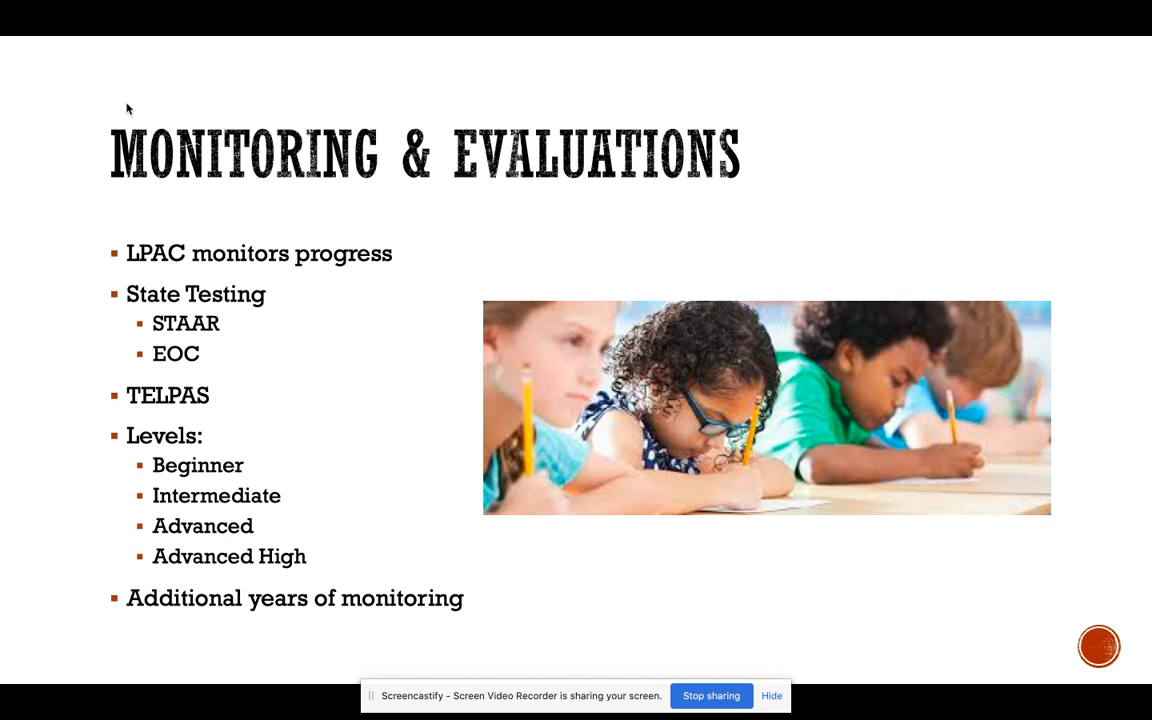 MONITORING & EVALUATIONS
LPAC monitors progress
State Testing
STAAR
EOC
TELPAS
Levels:
Beginner
Intermediate
Advanced
Advanced High
Additional years of monitoring
Screencastify - Screen Video Recorder is sharing your screen. Stop sharing Hide